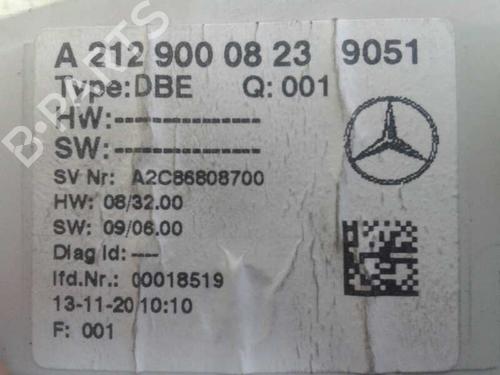 A 212 900 08 23 9051
Type: DBE Q: 001
HW:--------------
SW:--------------
SV Nr: A2C86808700
HW: 08/32.00
SW: 09/06.00
Diag Id: ---
lfd.Nr.: 00018519
13-11-20 10:10
F: 001
B-PARTS